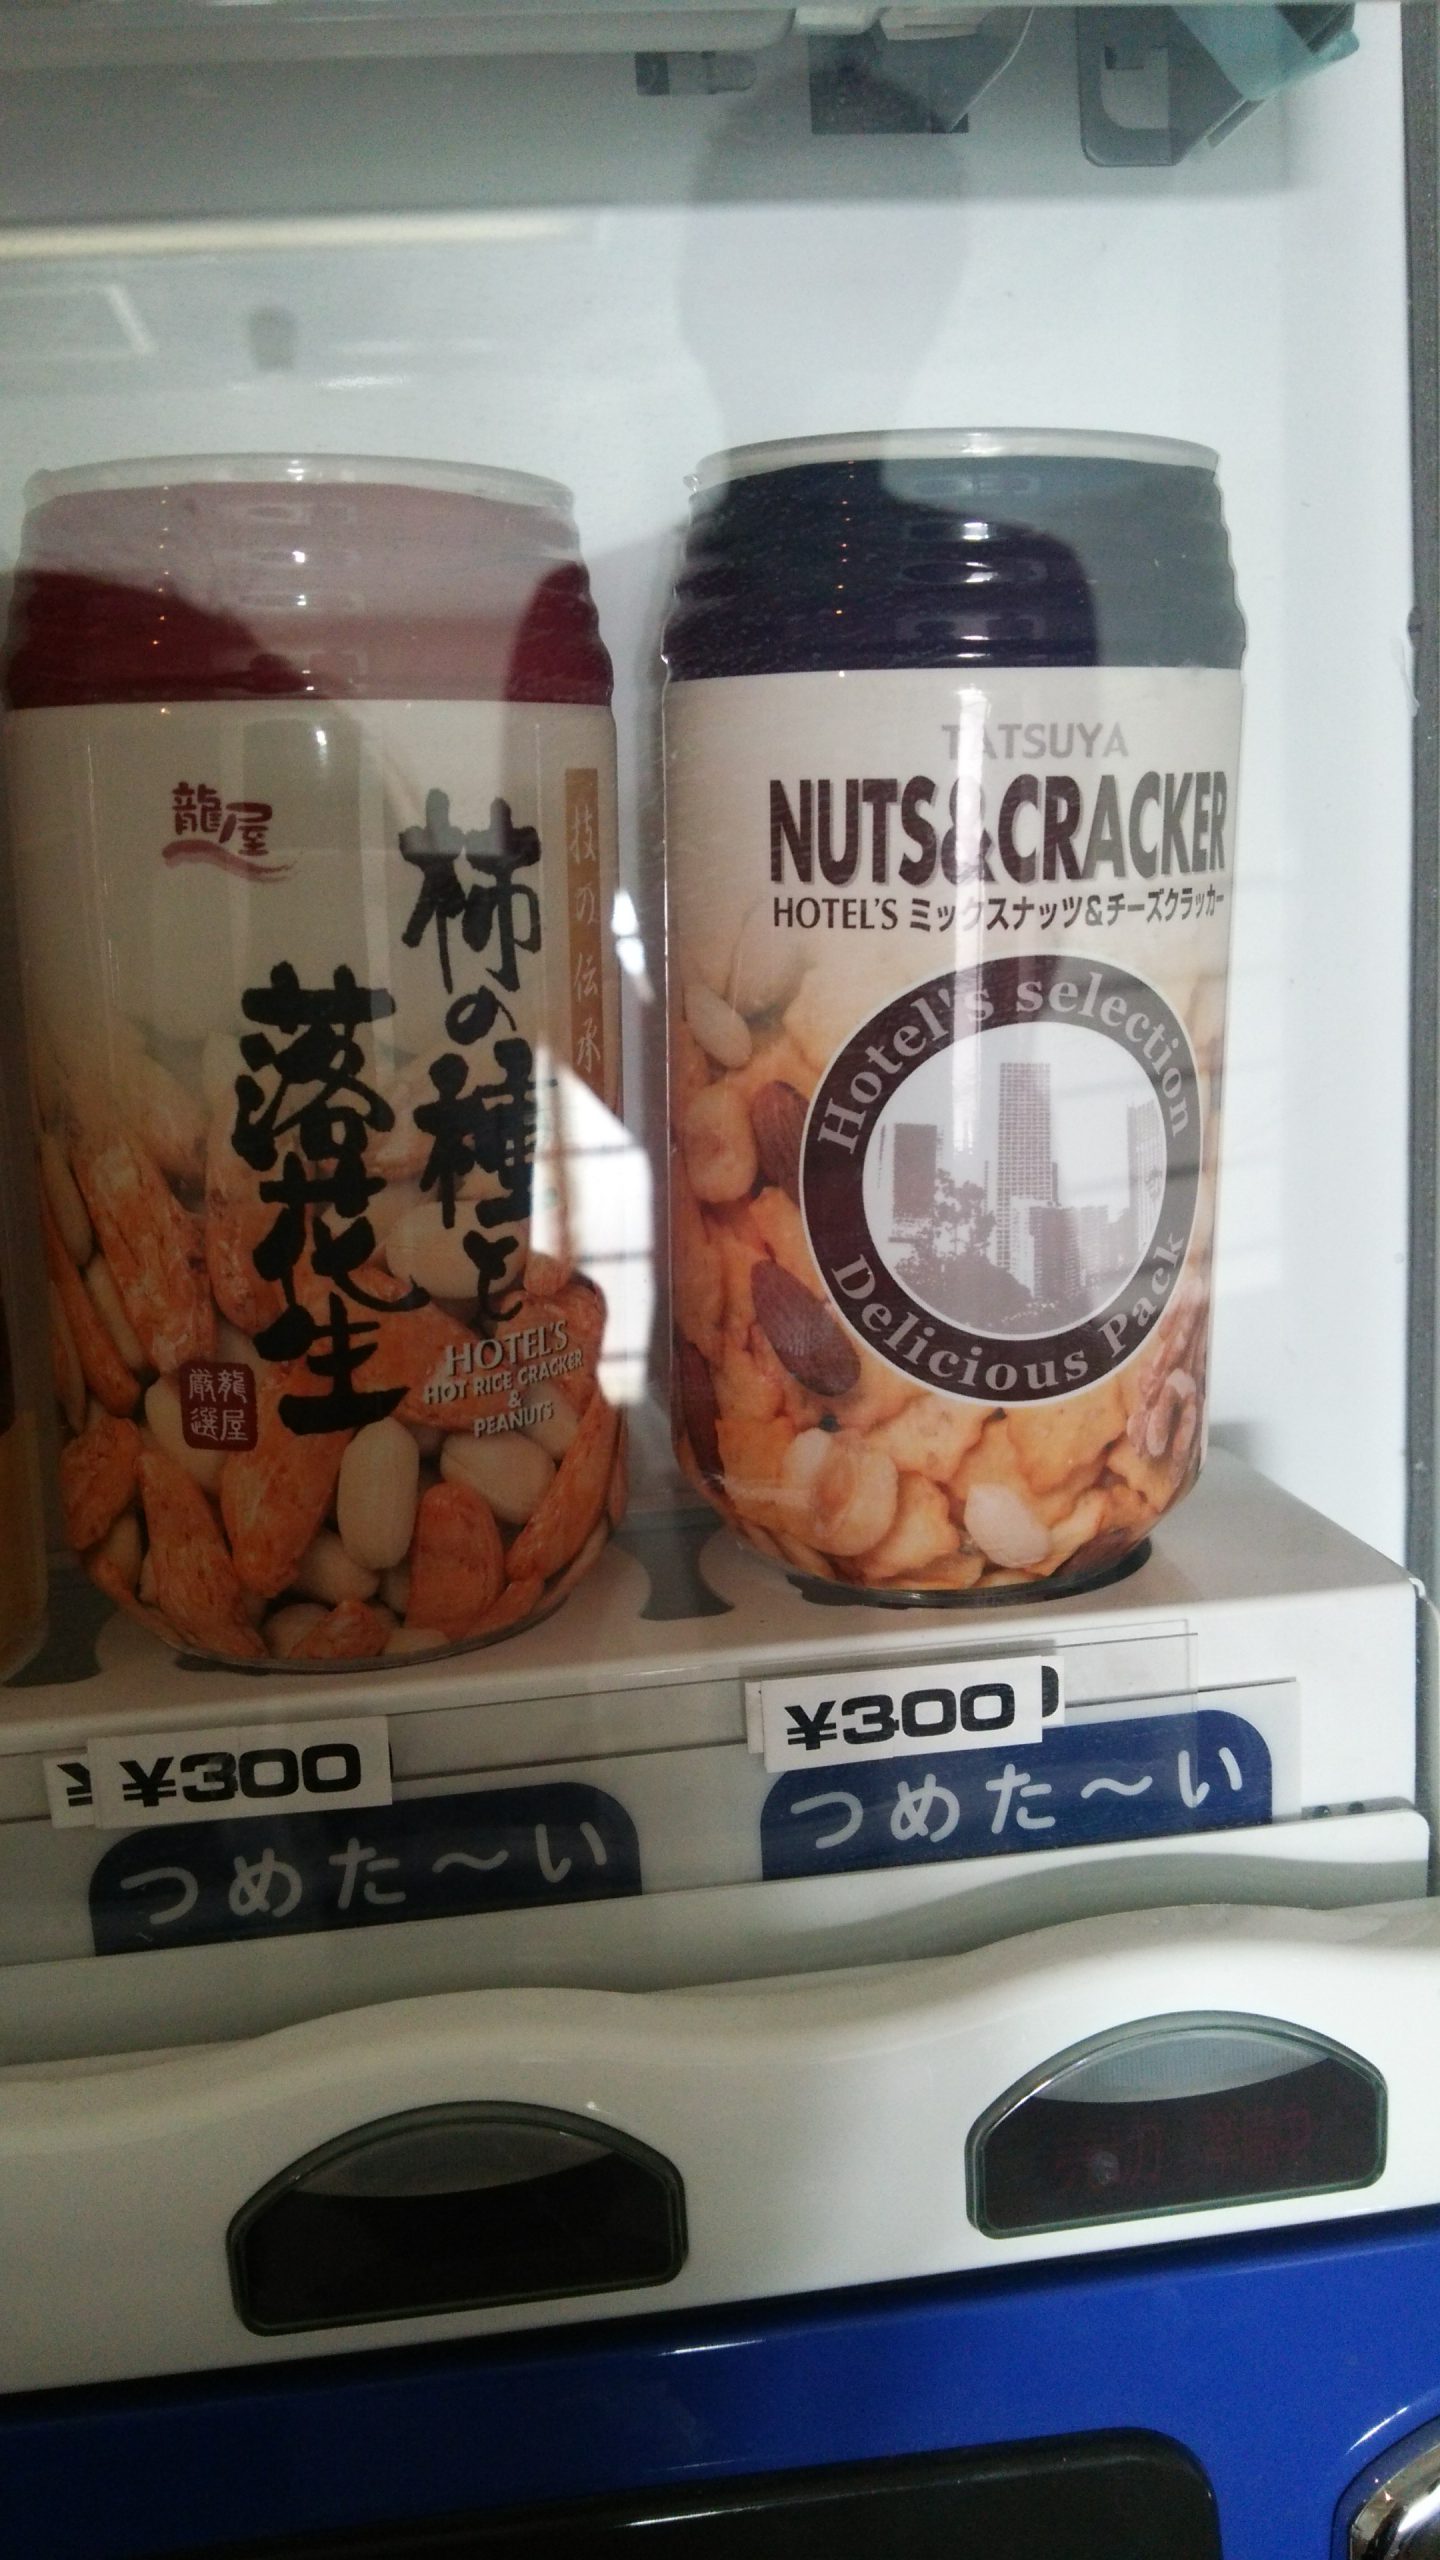 龍屋
技の伝承
柿の種と
落花生
HOTEL'S
HOT RICE CRACKER
&
PEANUTS
龍屋
厳選
TATSUYA
NUTS&CRACKER
HOTEL'S ミックスナッツ&チーズクラッカー
Hotel's selection
Delicious Pack
¥300
つめた〜い
¥300
つめた〜い